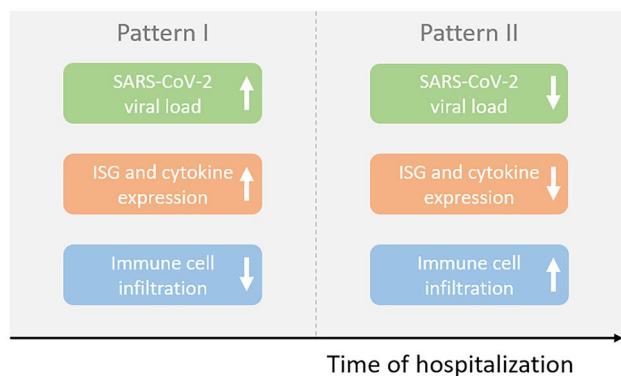 Pattern I
Pattern II
SARS-CoV-2
viral load
SARS-CoV-2
viral load
ISG and cytokine
expression
ISG and cytokine
expression
Immune cell
infiltration
Immune cell
infiltration
Time of hospitalization